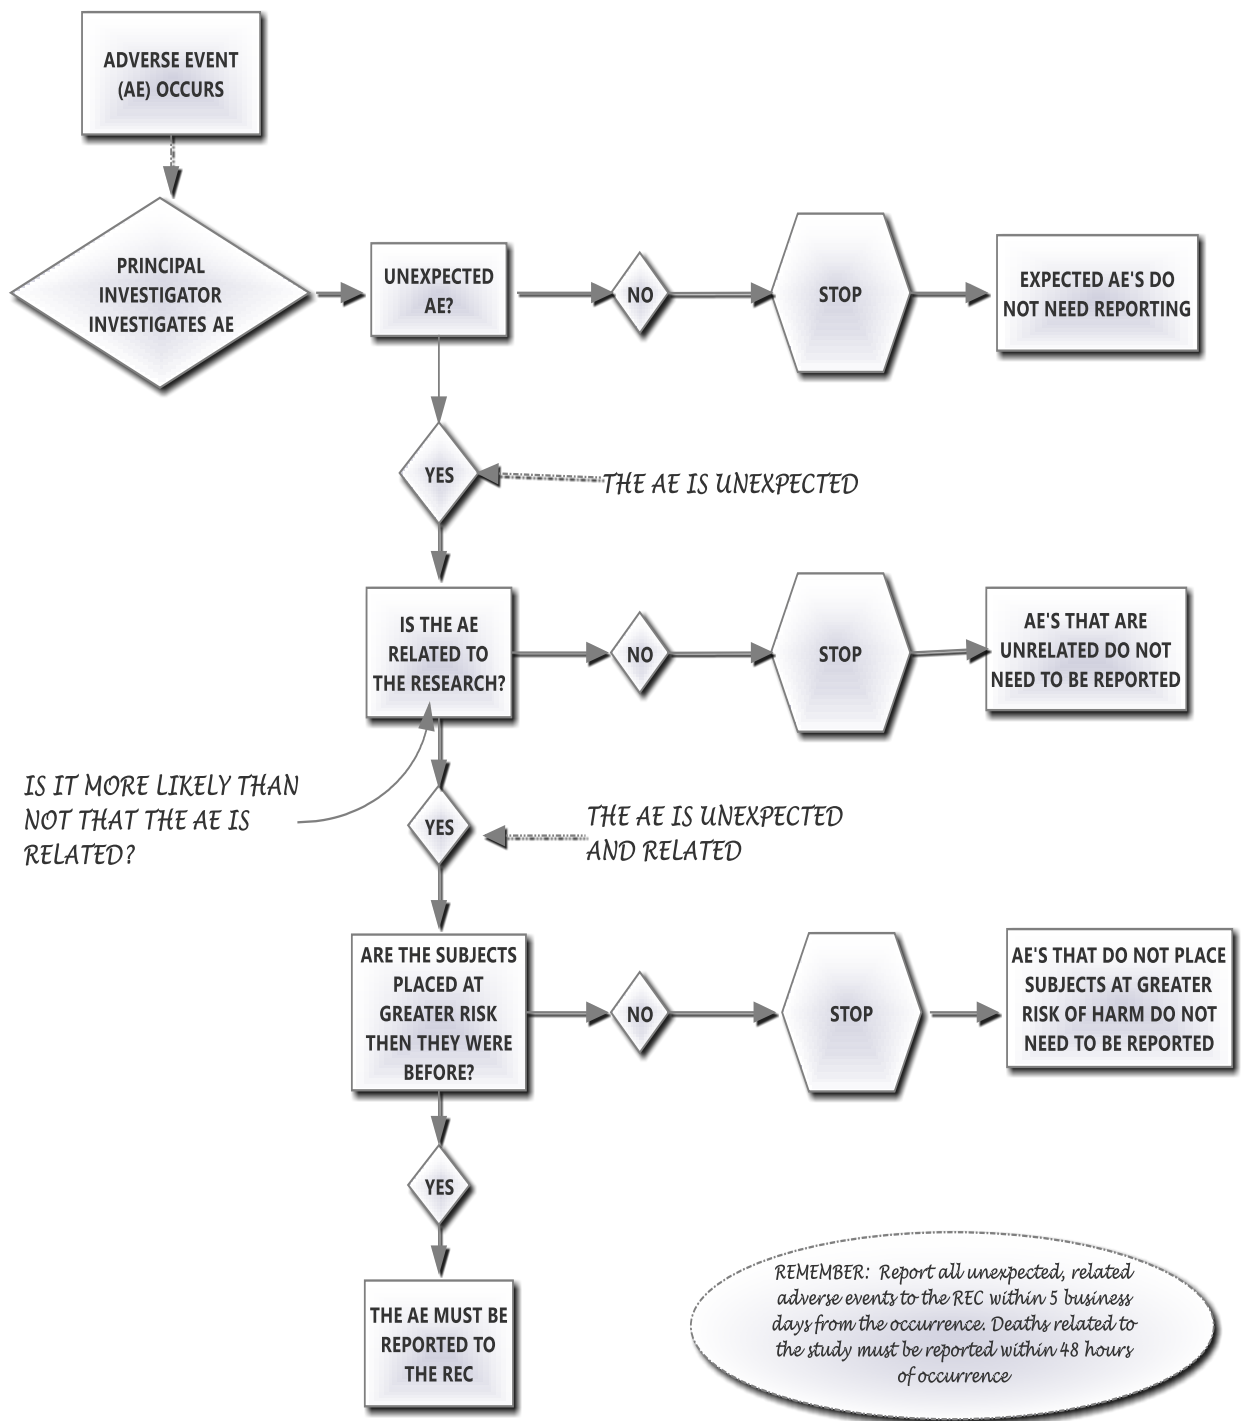 ADVERSE EVENT
(AE) OCCURS
PRINCIPAL
INVESTIGATOR
INVESTIGATES AE
UNEXPECTED
AE?
NO
STOP
EXPECTED AE'S DO
NOT NEED REPORTING
YES
THE AE IS UNEXPECTED
IS THE AE
RELATED TO
THE RESEARCH?
NO
STOP
AE'S THAT ARE
UNRELATED DO NOT
NEED TO BE REPORTED
IS IT MORE LIKELY THAN
NOT THAT THE AE IS
RELATED?
YES
THE AE IS UNEXPECTED
AND RELATED
ARE THE SUBJECTS
PLACED AT
GREATER RISK
THEN THEY WERE
BEFORE?
NO
STOP
AE'S THAT DO NOT PLACE
SUBJECTS AT GREATER
RISK OF HARM DO NOT
NEED TO BE REPORTED
YES
THE AE MUST BE
REPORTED TO
THE REC
REMEMBER: Report all unexpected, related
adverse events to the REC within 5 business
days from the occurrence. Deaths related to
the study must be reported within 48 hours
of occurrence